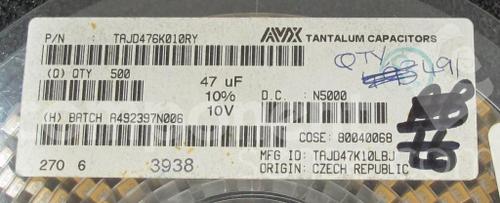 P/N : TAJD476K010RY
AVX TANTALUM CAPACITORS
QTY
491
(Q) QTY 500
47 uF
10%
10V
D.C. : N5000
(H) BATCH A492397N006
COSE: 80040068
MFG ID: TAJD47K10LBJ
ORIGIN: CZECH REPUBLIC
270 6 3938